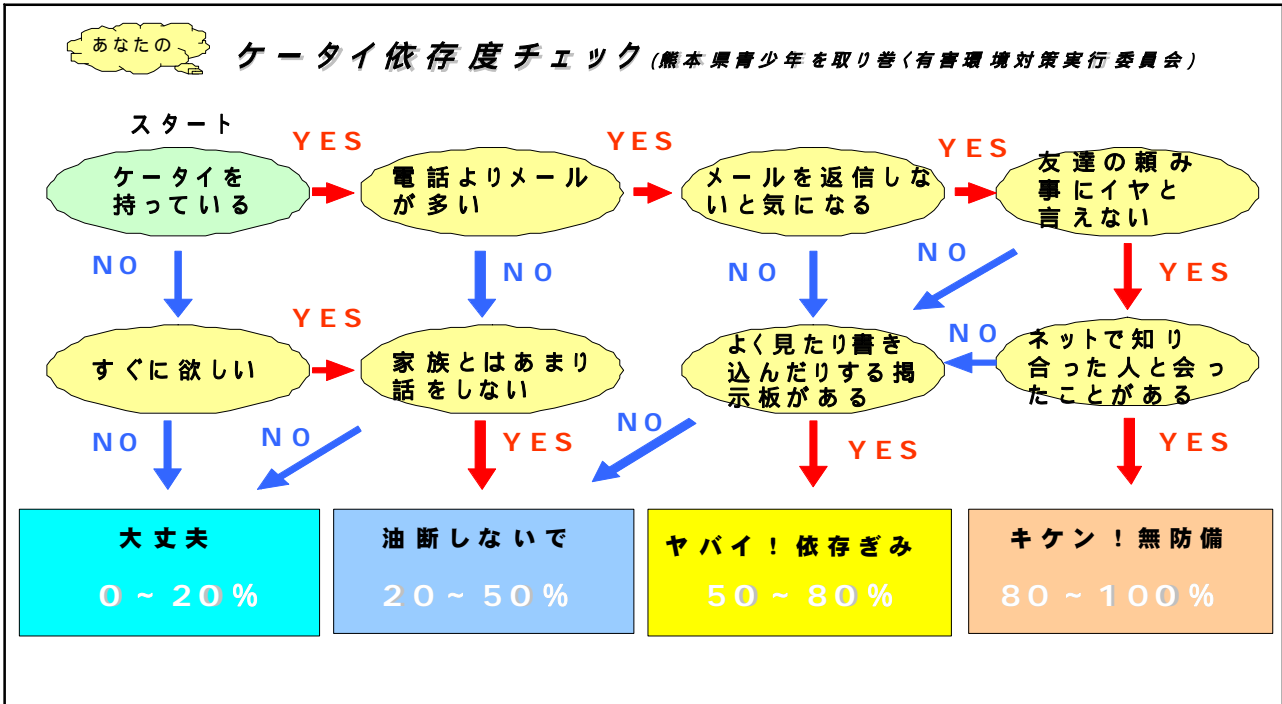 あなたの
ケータイ依存度チェック(熊本県青少年を取り巻く有害環境対策実行委員会)
スタート
YES
YES
YES
ケータイを
持っている
電話よりメール
が多い
メールを返信しな
いと気になる
友達の頼み
事にイヤと
言えない
NO
NO
NO
NO
YES
YES
NO
すぐに欲しい
家族とはあまり
話をしない
よく見たり書き
込んだりする掲
示板がある
ネットで知り
合った人と会っ
たことがある
NO
NO
YES
NO
YES
YES
大丈夫
0~20%
油断しないで
20~50%
ヤバイ!依存ぎみ
50~80%
キケン!無防備
80~100%